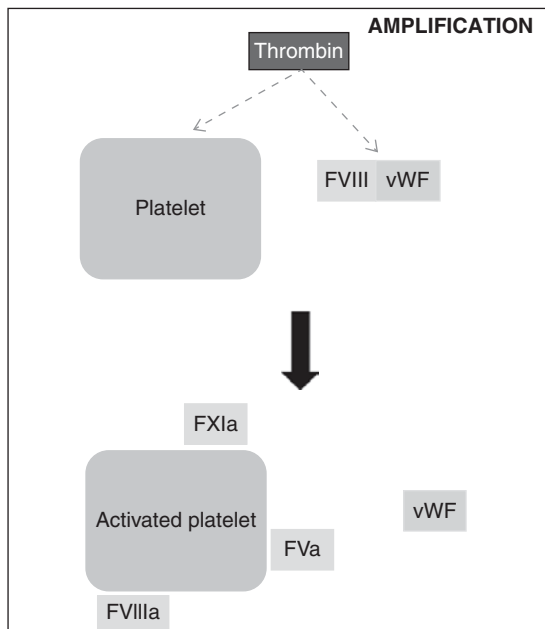 AMPLIFICATION
Thrombin
FVIII vWF
Platelet
FXIa
Activated platelet
vWF
FVa
FVIIIa